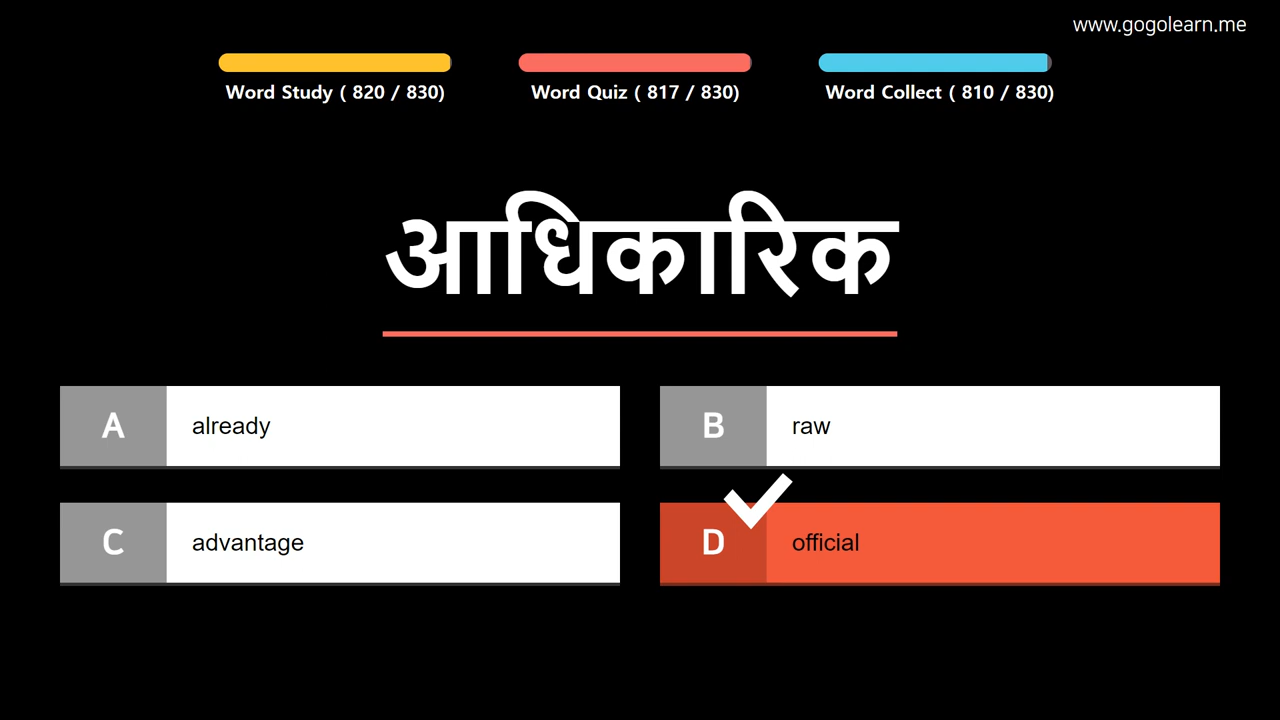 www.gogolearn.me
Word Study ( 820 / 830)
Word Quiz ( 817 / 830)
Word Collect ( 810 / 830)
आधिकारिक
A already
B raw
C advantage
D official